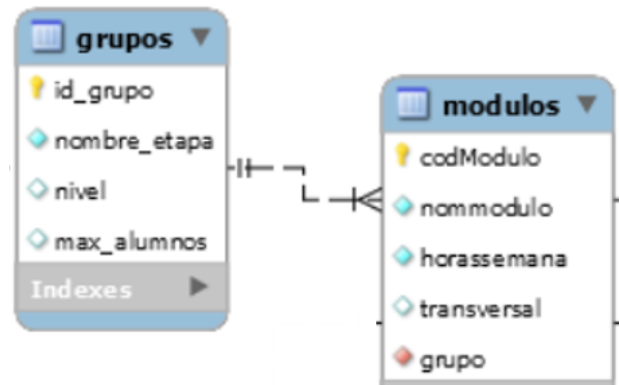 grupos
id_grupo
nombre_etapa
nivel
max_alumnos
Indexes
modulos
codModulo
nommodulo
horassemana
transversal
grupo